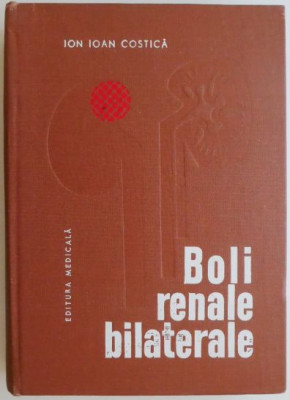 ION IOAN COSTICĂ
EDITURA MEDICALĂ
Boli
renale
bilaterale